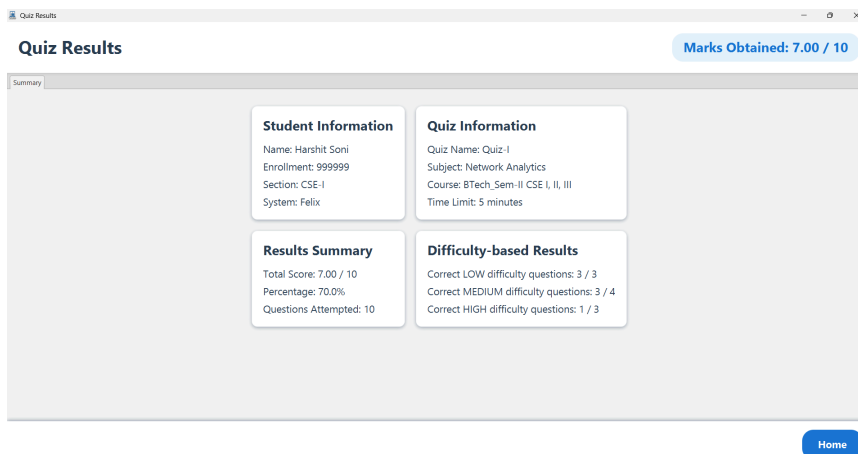 Quiz Results
Quiz Results
Marks Obtained: 7.00 / 10
Summary
Student Information
Name: Harshit Soni
Enrollment: 999999
Section: CSE-I
System: Felix
Quiz Information
Quiz Name: Quiz-I
Subject: Network Analytics
Course: BTech_Sem-II CSE I, II, III
Time Limit: 5 minutes
Results Summary
Total Score: 7.00 / 10
Percentage: 70.0%
Questions Attempted: 10
Difficulty-based Results
Correct LOW difficulty questions: 3 / 3
Correct MEDIUM difficulty questions: 3 / 4
Correct HIGH difficulty questions: 1 / 3
Home